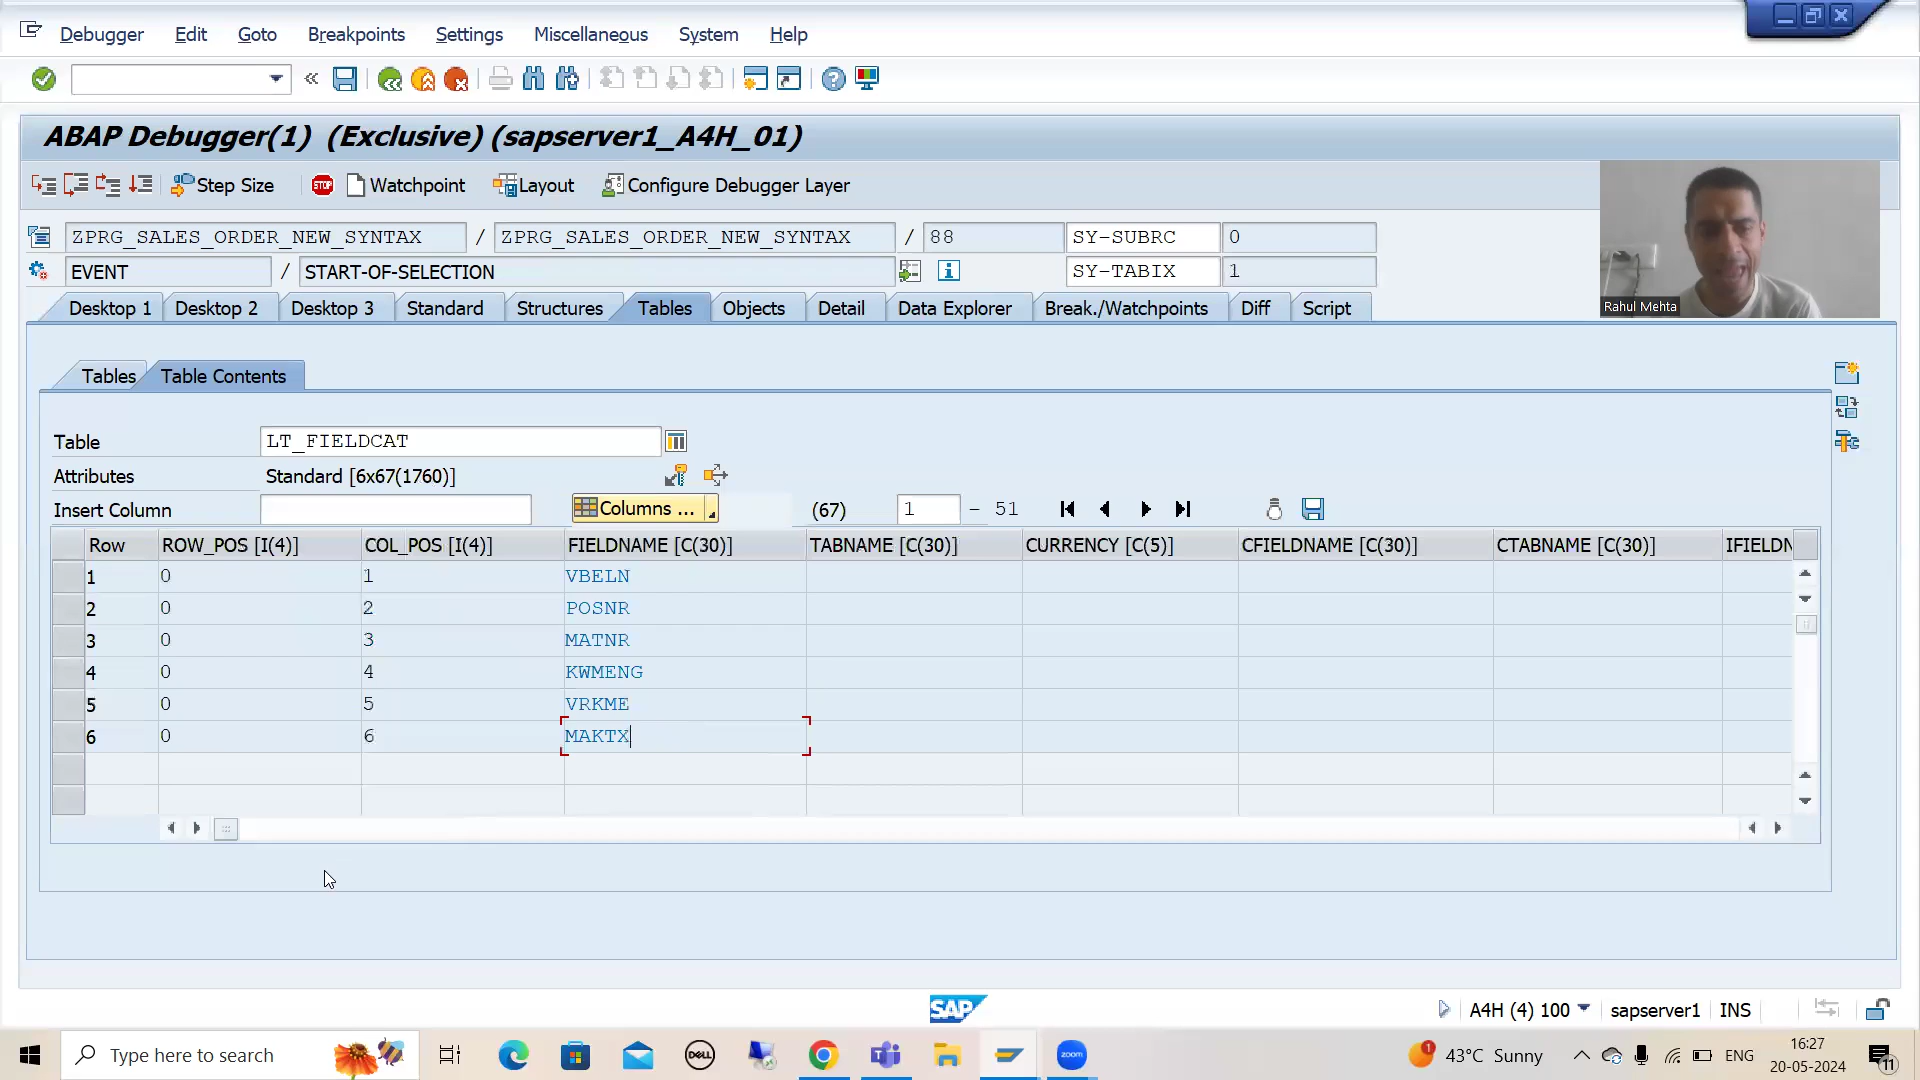 Debugger Edit Goto Breakpoints Settings Miscellaneous System Help
ABAP Debugger(1) (Exclusive) (sapserver1_A4H_01)
Step Size STOP Watchpoint Layout Configure Debugger Layer
ZPRG_SALES_ORDER_NEW_SYNTAX / ZPRG_SALES_ORDER_NEW_SYNTAX / 88 SY-SUBRC 0
EVENT / START-OF-SELECTION SY-TABIX 1
Rahul Mehta
Desktop 1 Desktop 2 Desktop 3 Standard Structures Tables Objects Detail Data Explorer Break./Watchpoints Diff Script
Tables Table Contents
Table LT_FIELDCAT
Attributes Standard [6x67(1760)]
Insert Column Columns ... (67) 1 - 51
Row ROW_POS [I(4)] COL_POS [I(4)] FIELDNAME [C(30)] TABNAME [C(30)] CURRENCY [C(5)] CFIELDNAME [C(30)] CTABNAME [C(30)] IFIELDN
1 0 1 VBELN
2 0 2 POSNR
3 0 3 MATNR
4 0 4 KWMENG
5 0 5 VRKME
6 0 6 MAKTX
SAP A4H (4) 100 sapserver1 INS
Type here to search DELL zoom 1 43°C Sunny ENG 16:27
20-05-2024 11